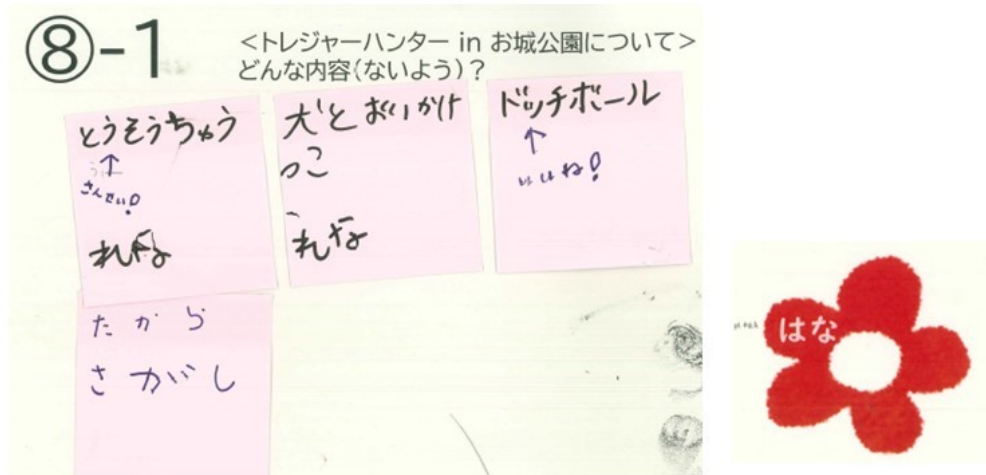 ⑧-1
<トレジャーハンター in お城公園について>
どんな内容(ないよう)?
とうそうちゅう
↑
さんせい!
れな
犬とおいかけ
っこ
れな
ドッチボール
↑
いいね!
たから
さがし
はな